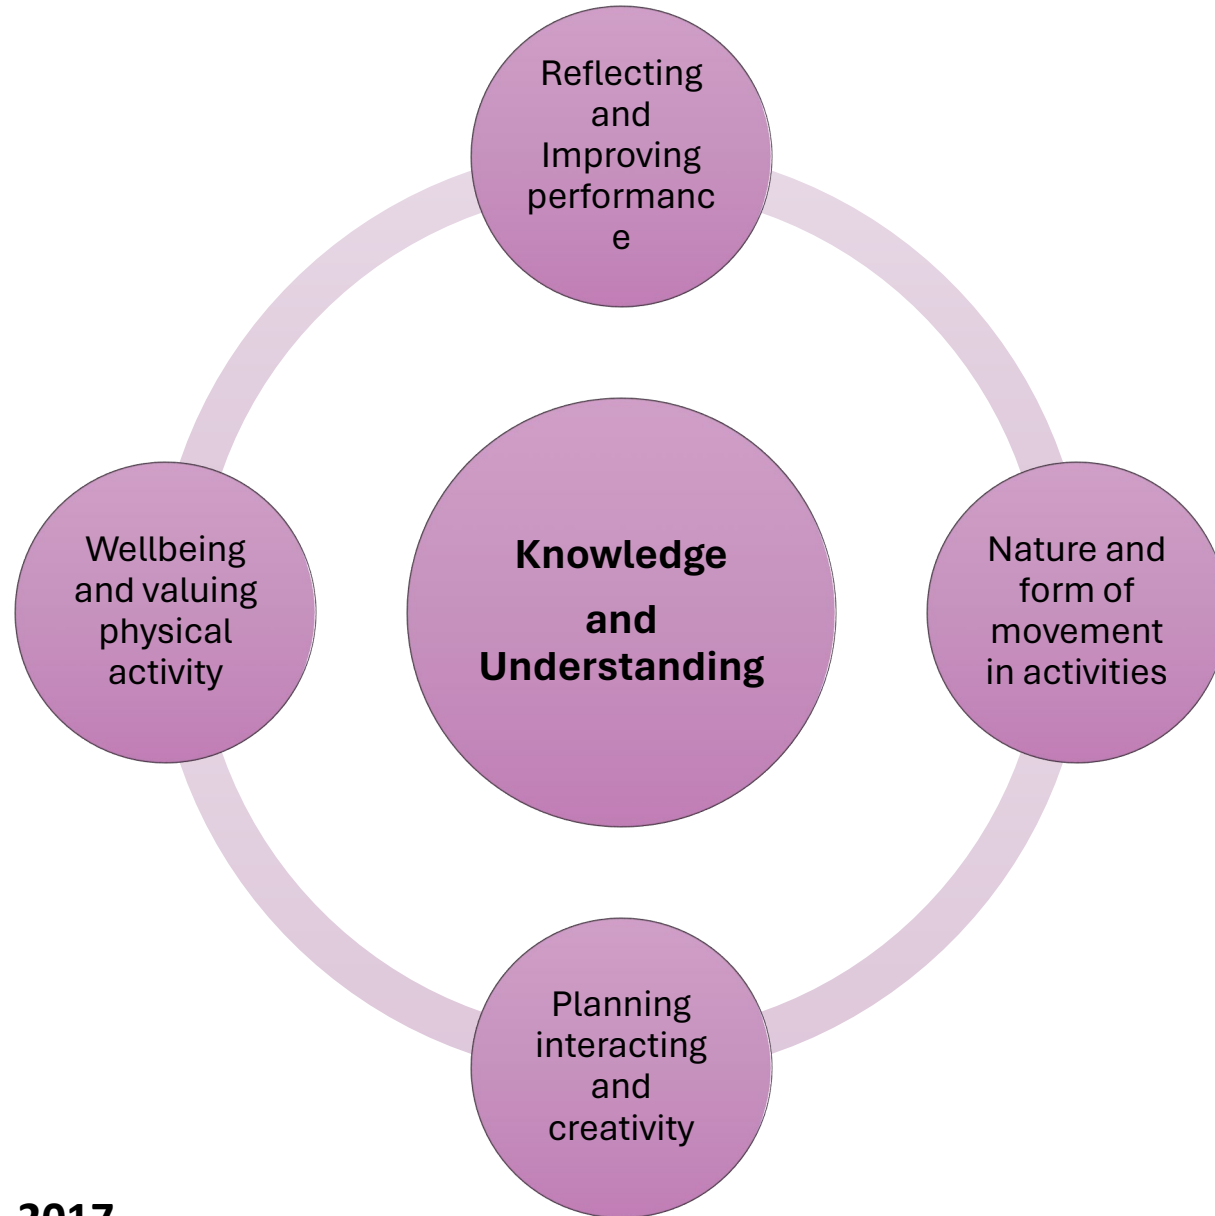 Reflecting
and
Improving
performanc
e
Wellbeing
and valuing
physical
activity
Knowledge
and
Understanding
Nature and
form of
movement
in activities
Planning
interacting
and
creativity
2017